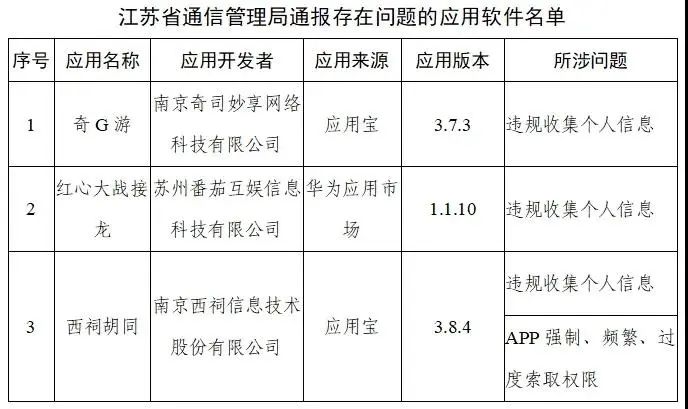 江苏省通信管理局通报存在问题的应用软件名单
序号 应用名称 应用开发者 应用来源 应用版本 所涉问题
1 奇 G 游 南京奇司妙享网络 应用宝 3.7.3 违规收集个人信息
科技有限公司
2 红心大战接 苏州番茄互娱信息 华为应用市 1.1.10 违规收集个人信息
龙 科技有限公司 场
3 西祠胡同 南京西祠信息技术 应用宝 3.8.4 违规收集个人信息
股份有限公司 APP 强制、频繁、过
度索取权限